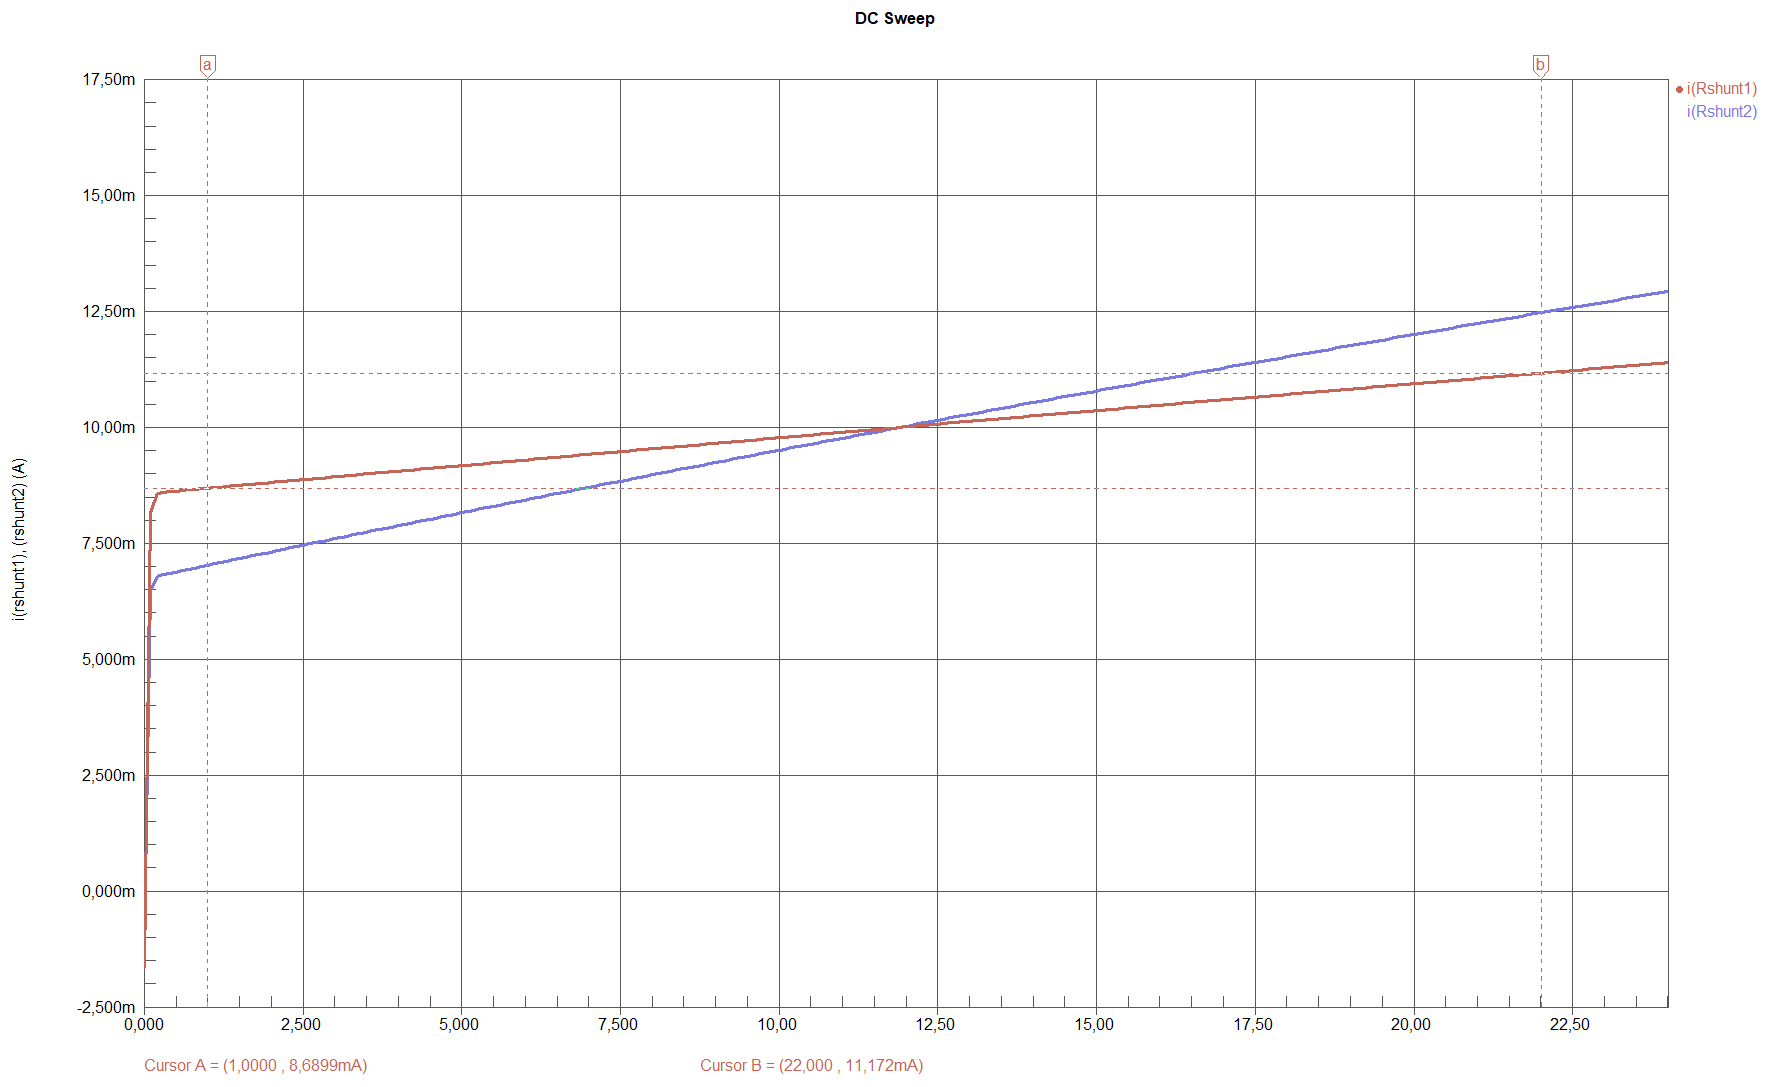 DC Sweep
a
b
17,50m
i(Rshunt1)
i(Rshunt2)
15,00m
12,50m
10,00m
7,500m
5,000m
2,500m
0,000m
-2,500m
i(rshunt1), (rshunt2) (A)
0,000 2,500 5,000 7,500 10,00 12,50 15,00 17,50 20,00 22,50
Cursor A = (1,0000 , 8,6899mA) Cursor B = (22,000 , 11,172mA)